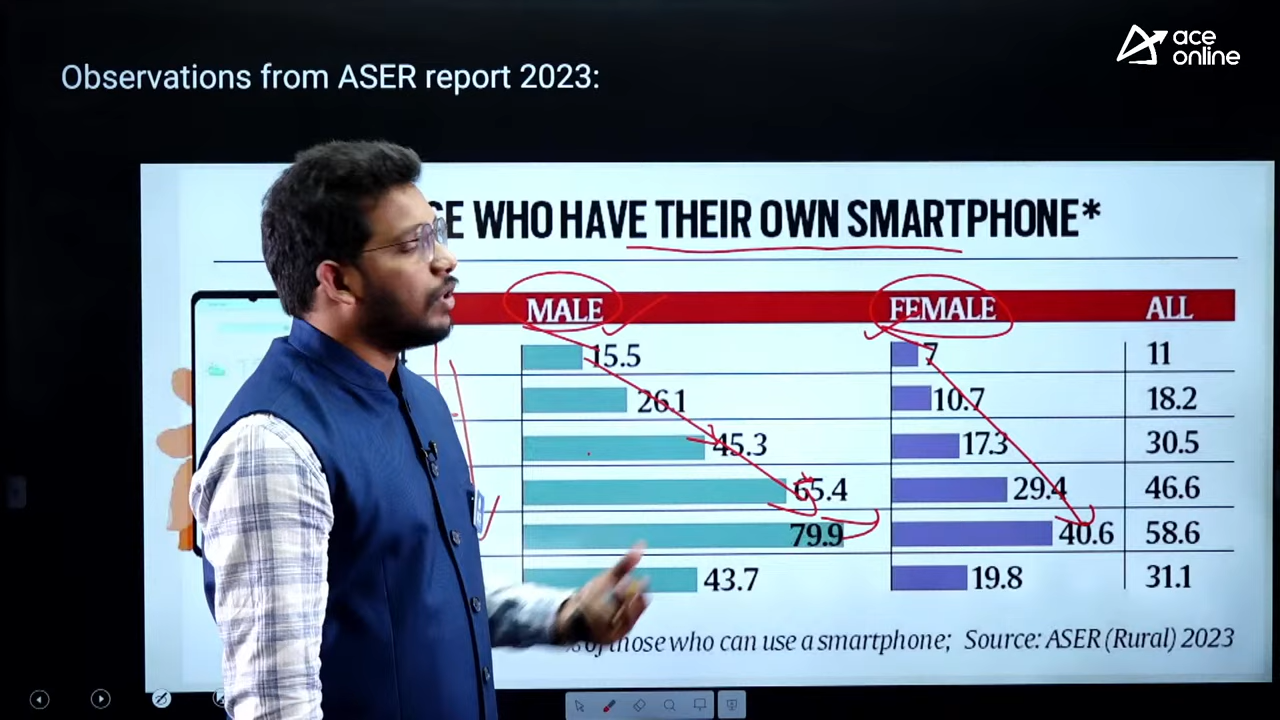 ace
online
Observations from ASER report 2023:
WHO HAVE THEIR OWN SMARTPHONE*
MALE FEMALE ALL
15.5 7 11
26.1 10.7 18.2
45.3 17.3 30.5
65.4 29.4 46.6
79.9 40.6 58.6
43.7 19.8 31.1
of those who can use a smartphone; Source: ASER (Rural) 2023